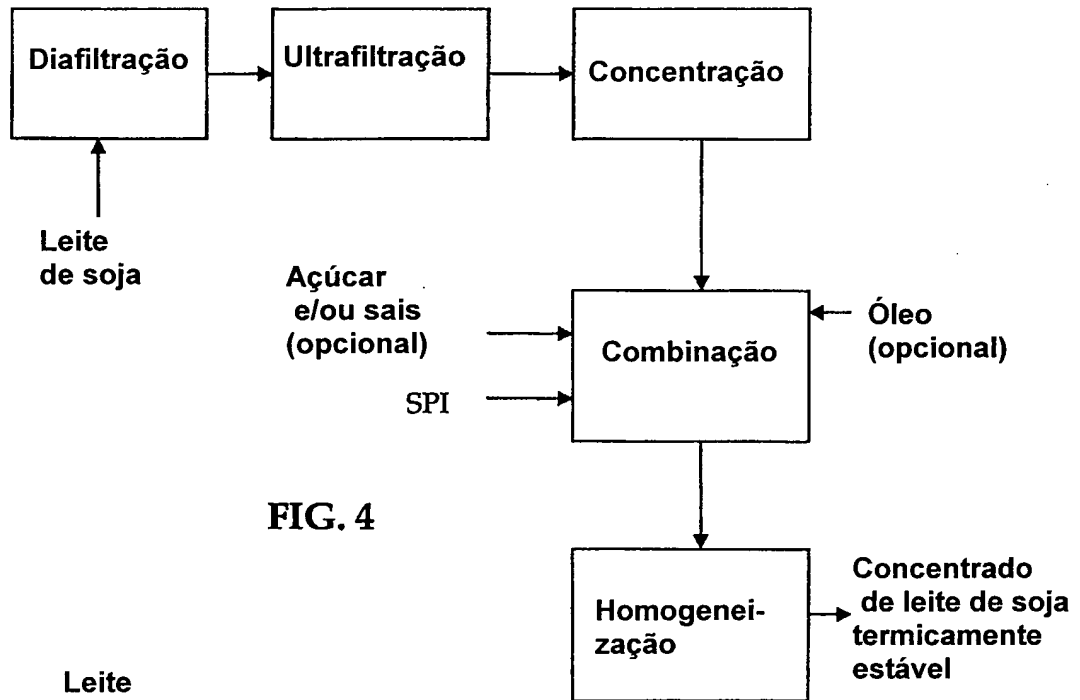 Diafiltração
Ultrafiltração
Concentração
Leite
de soja
Açúcar
e/ou sais
(opcional)
SPI
Combinação
Óleo
(opcional)
FIG. 4
Homogenei-
zação
Concentrado
de leite de soja
termicamente
estável
Leite